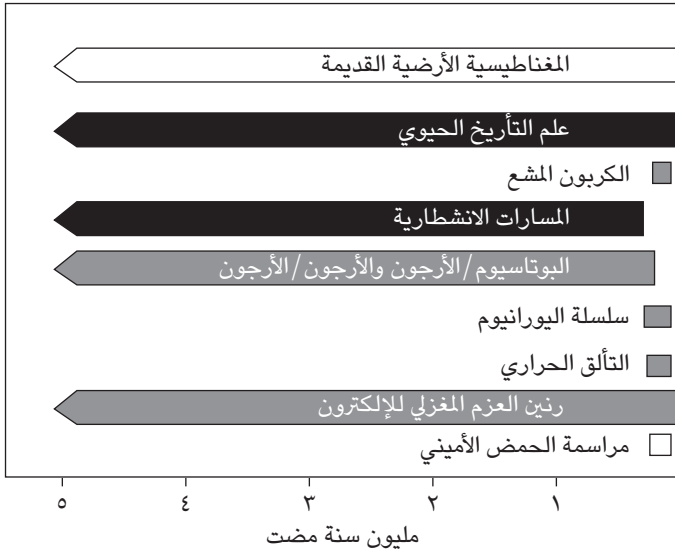 المغناطيسية الأرضية القديمة
علم التأريخ الحيوي
الكربون المشع
المسارات الانشطارية
البوتاسيوم/الأرجون والأرجون/الأرجون
سلسلة اليورانيوم
التألق الحراري
رنين العزم المغزلي للإلكترون
مراسمة الحمض الأميني
١ ٢ ٣ ٤ ٥
مليون سنة مضت